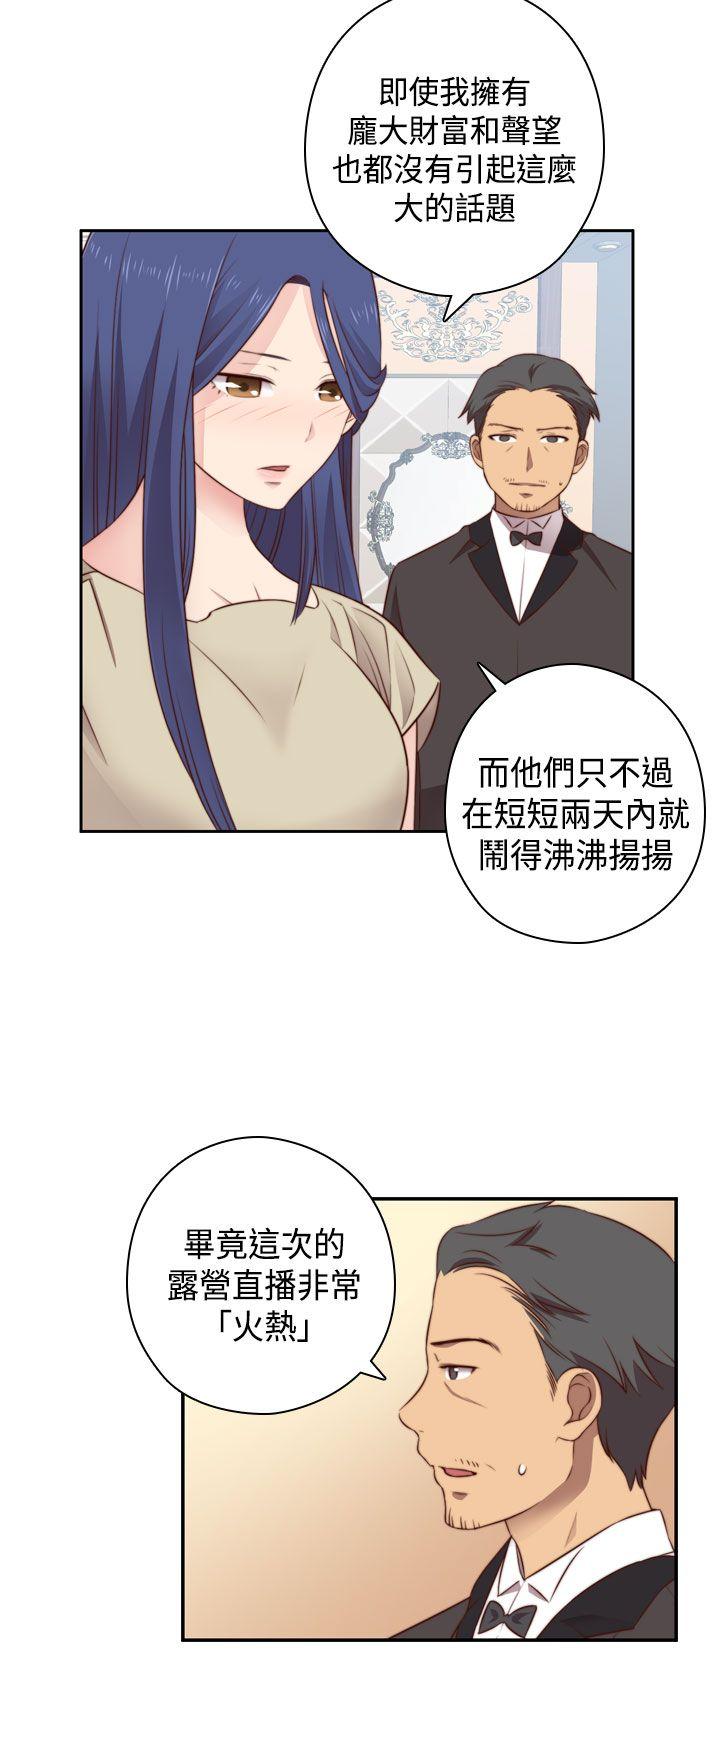 即使我擁有
龐大財富和聲望
也都沒有引起這麼
大的話題
而他們只不過
在短短兩天內就
鬧得沸沸揚揚
畢竟這次的
露營直播非常
「火熱」